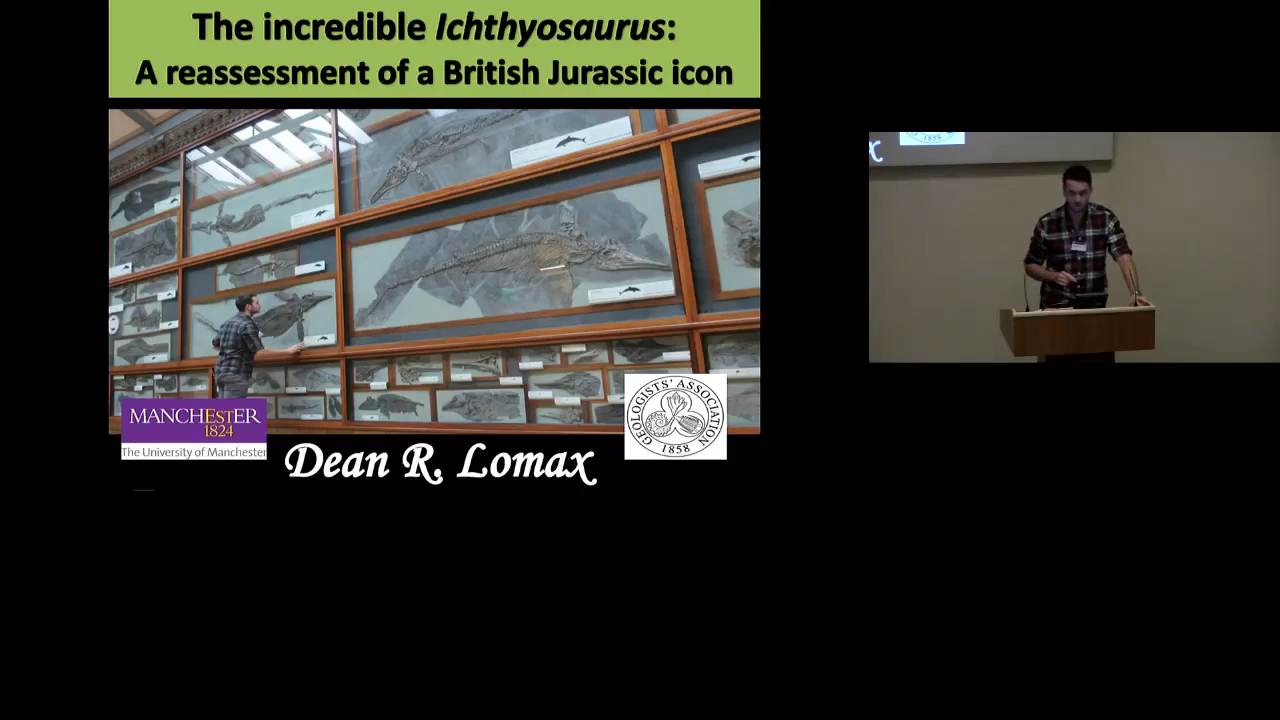 The incredible Ichthyosaurus:
A reassessment of a British Jurassic icon
MANCHESTER
1824
The University of Manchester
Dean R. Lomax
GEOLOGISTS' ASSOCIATION
1858